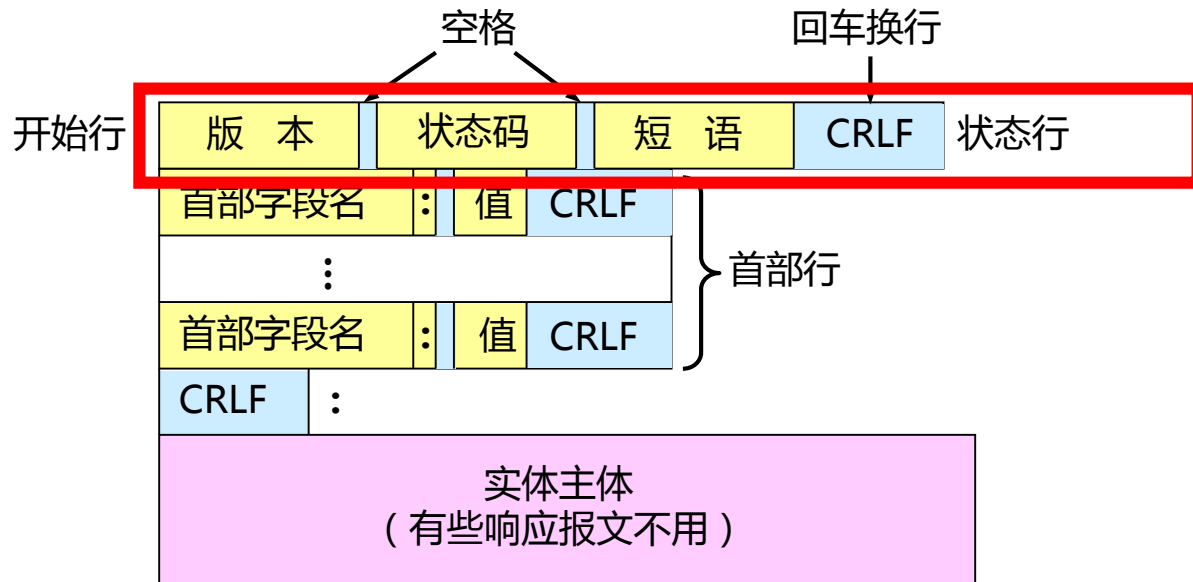 空格 回车换行
开始行 版 本 状态码 短 语 CRLF 状态行
首部字段名 : 值 CRLF
⋮ 首部行
首部字段名 : 值 CRLF
CRLF :
实体主体
（有些响应报文不用）